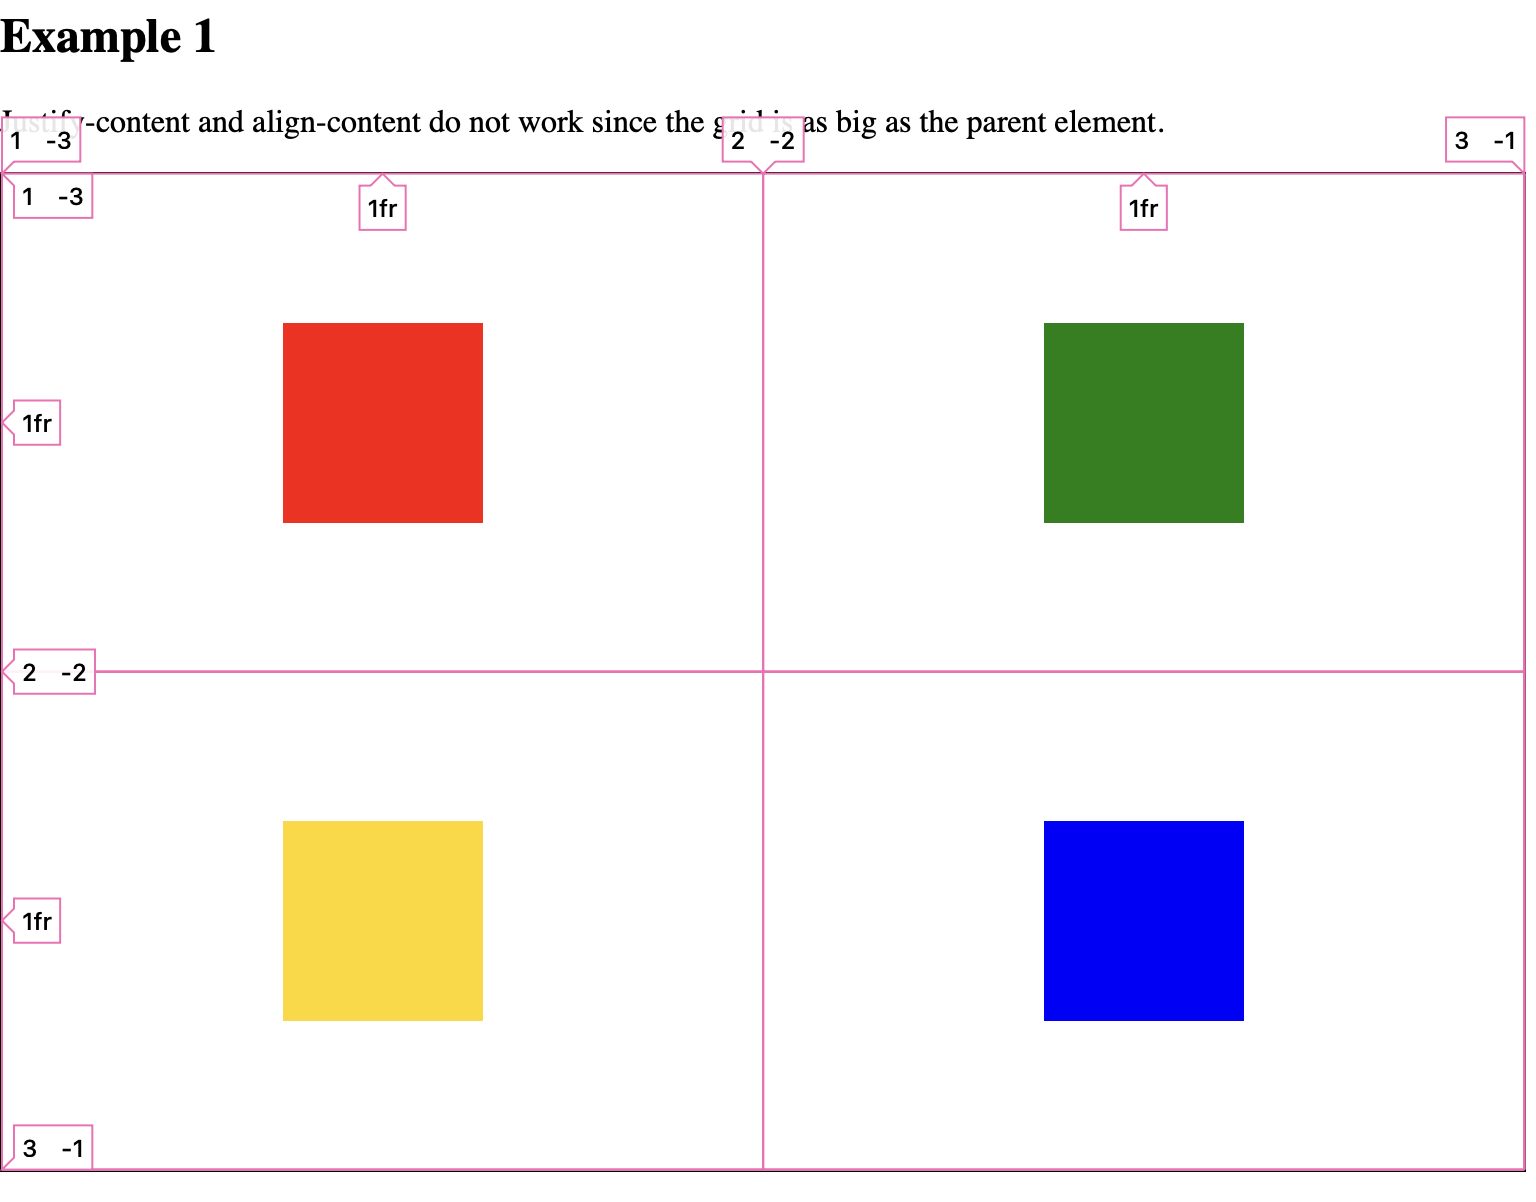 Example 1
Justify-content and align-content do not work since the grid is as big as the parent element.
1 -3
2 -2
3 -1
1 -3
1fr
1fr
1fr
2 -2
1fr
3 -1